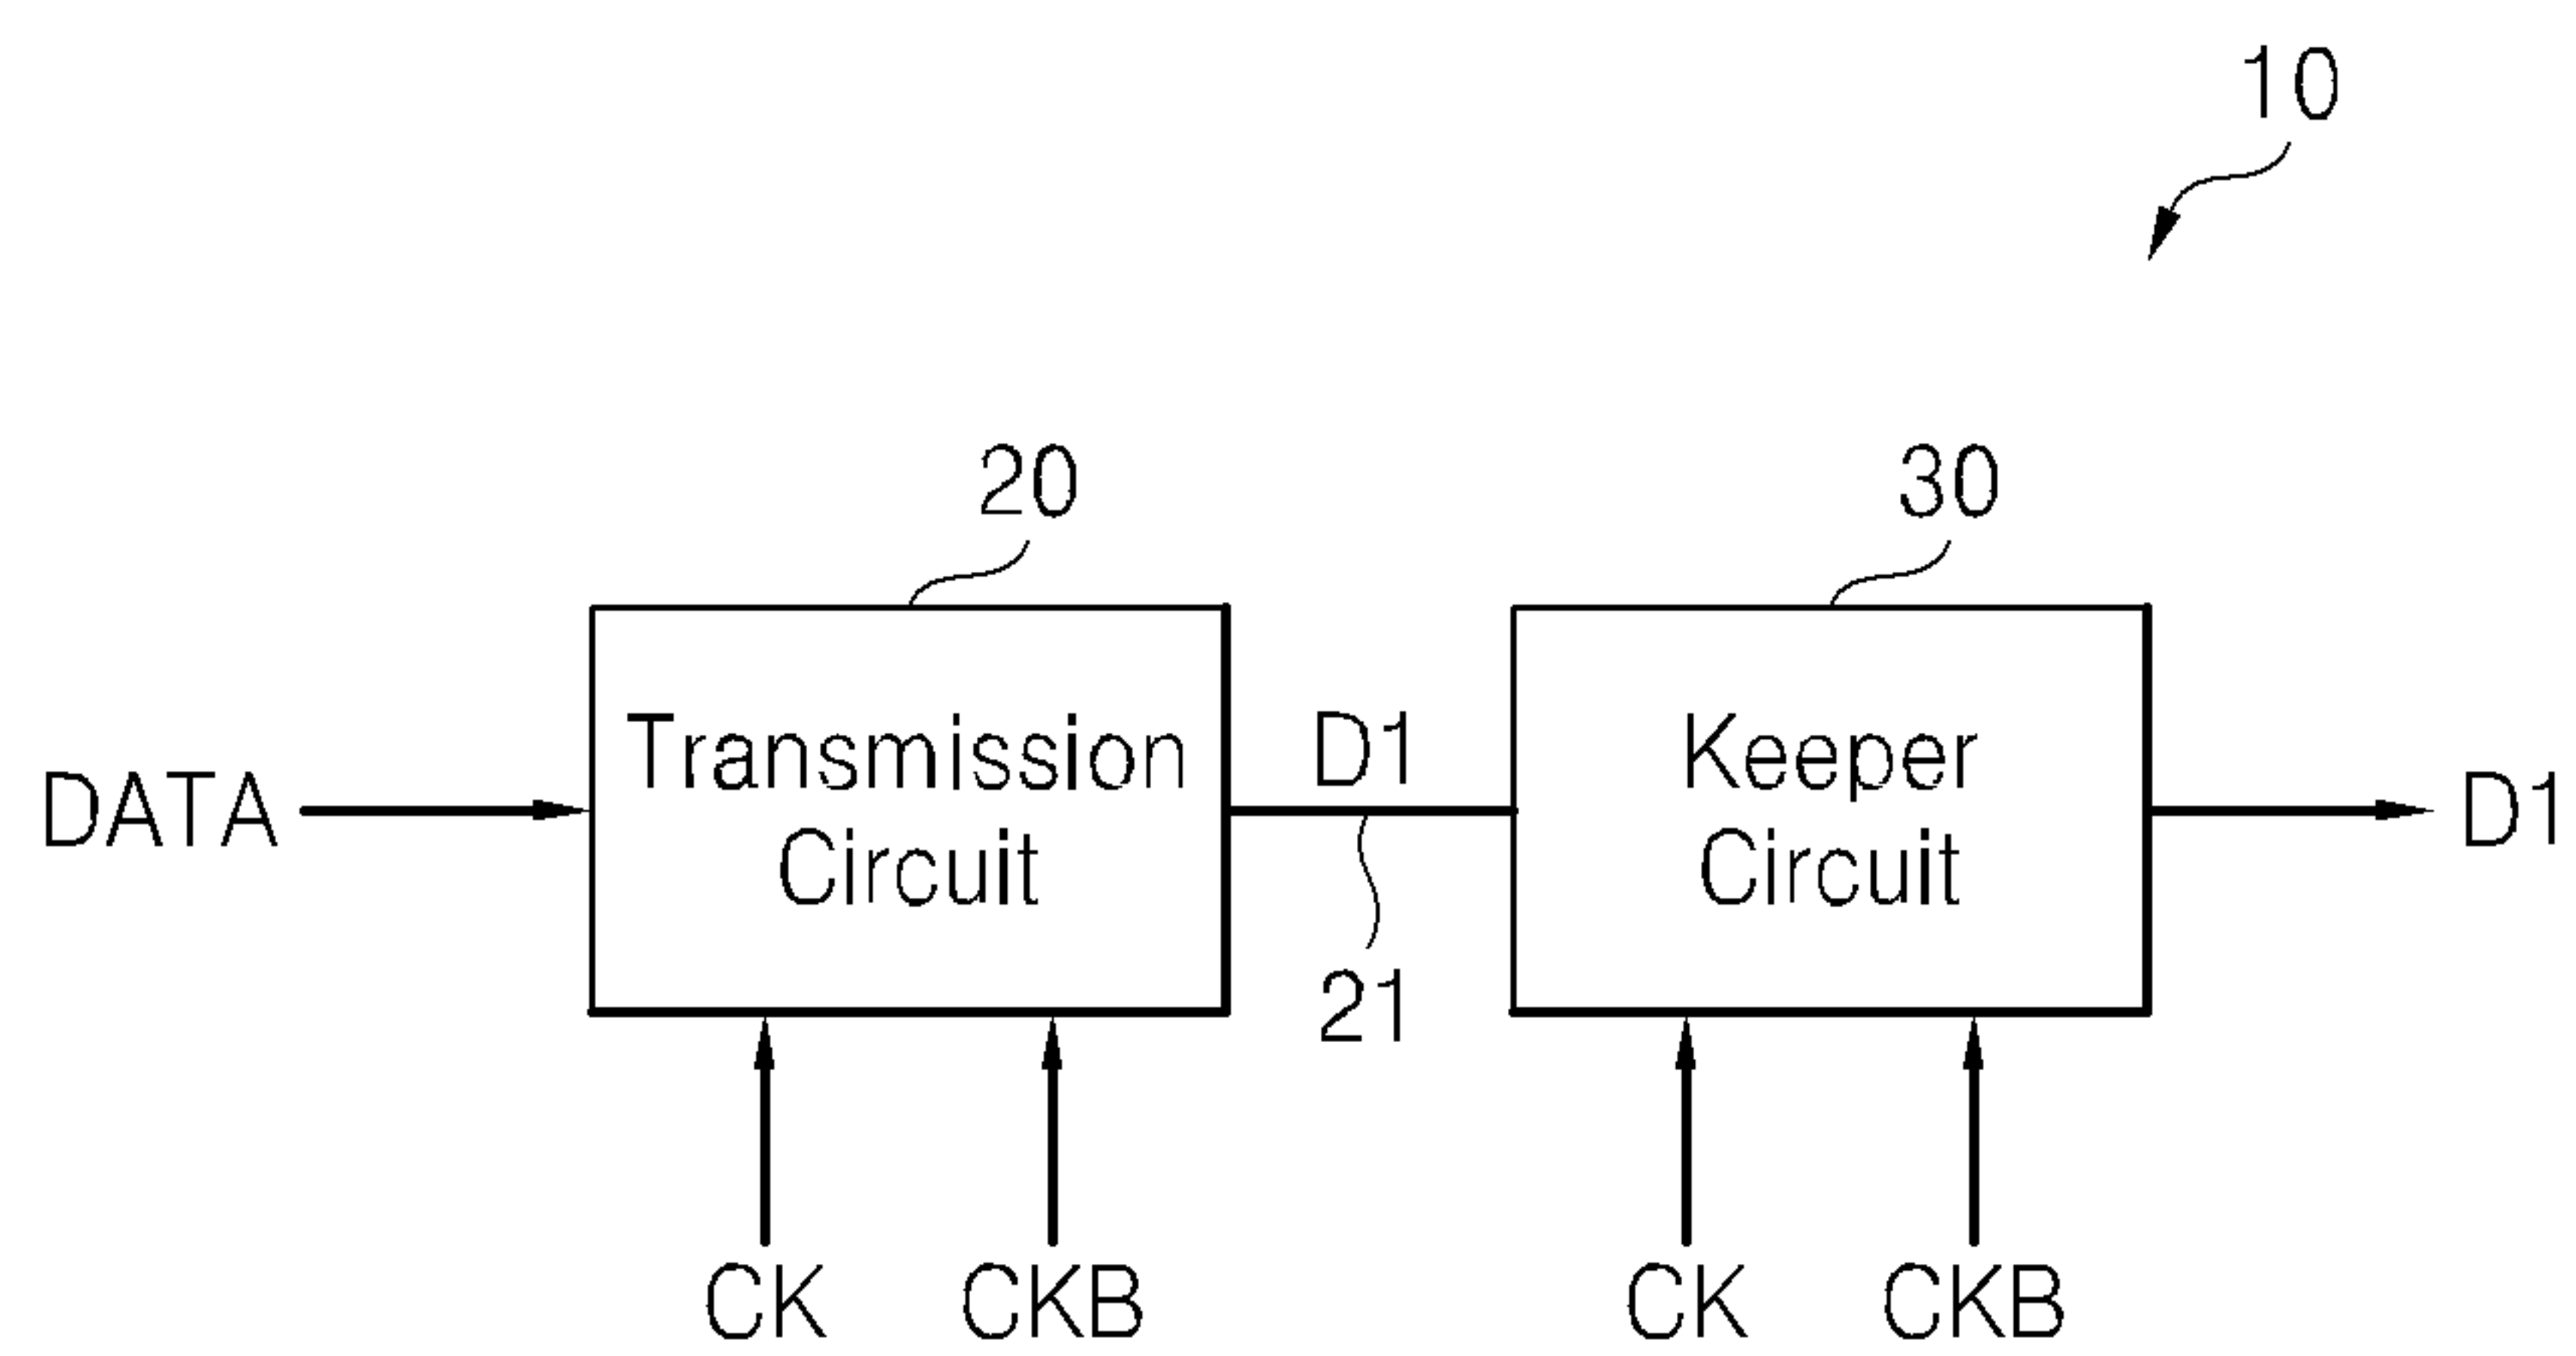 10
20
30
DATA
Transmission
Circuit
D1
21
Keeper
Circuit
D1
CK
CKB
CK
CKB